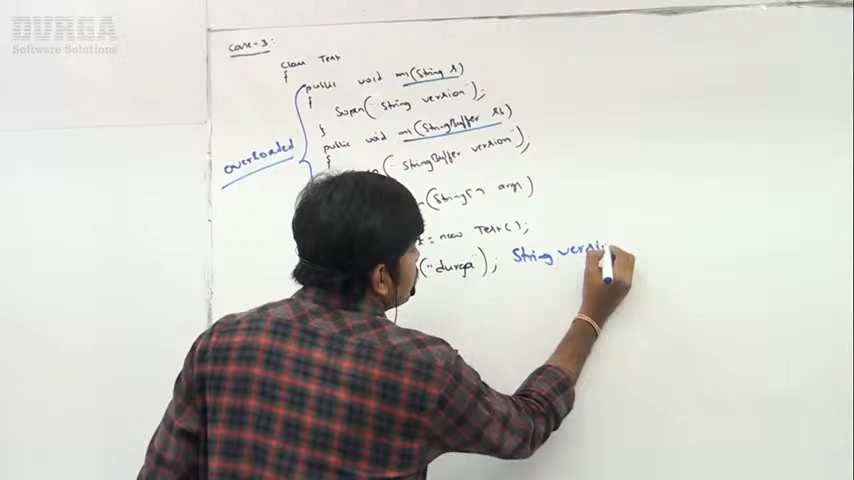 DURGA
Software Solutions
case-3:
class Test
{
public void m1(String s)
{
Sopln("String version");
}
public void m1(StringBuffer sb)
{
("StringBuffer version");
overloaded
(String[] args)
t = new Test();
("durga"); String versi